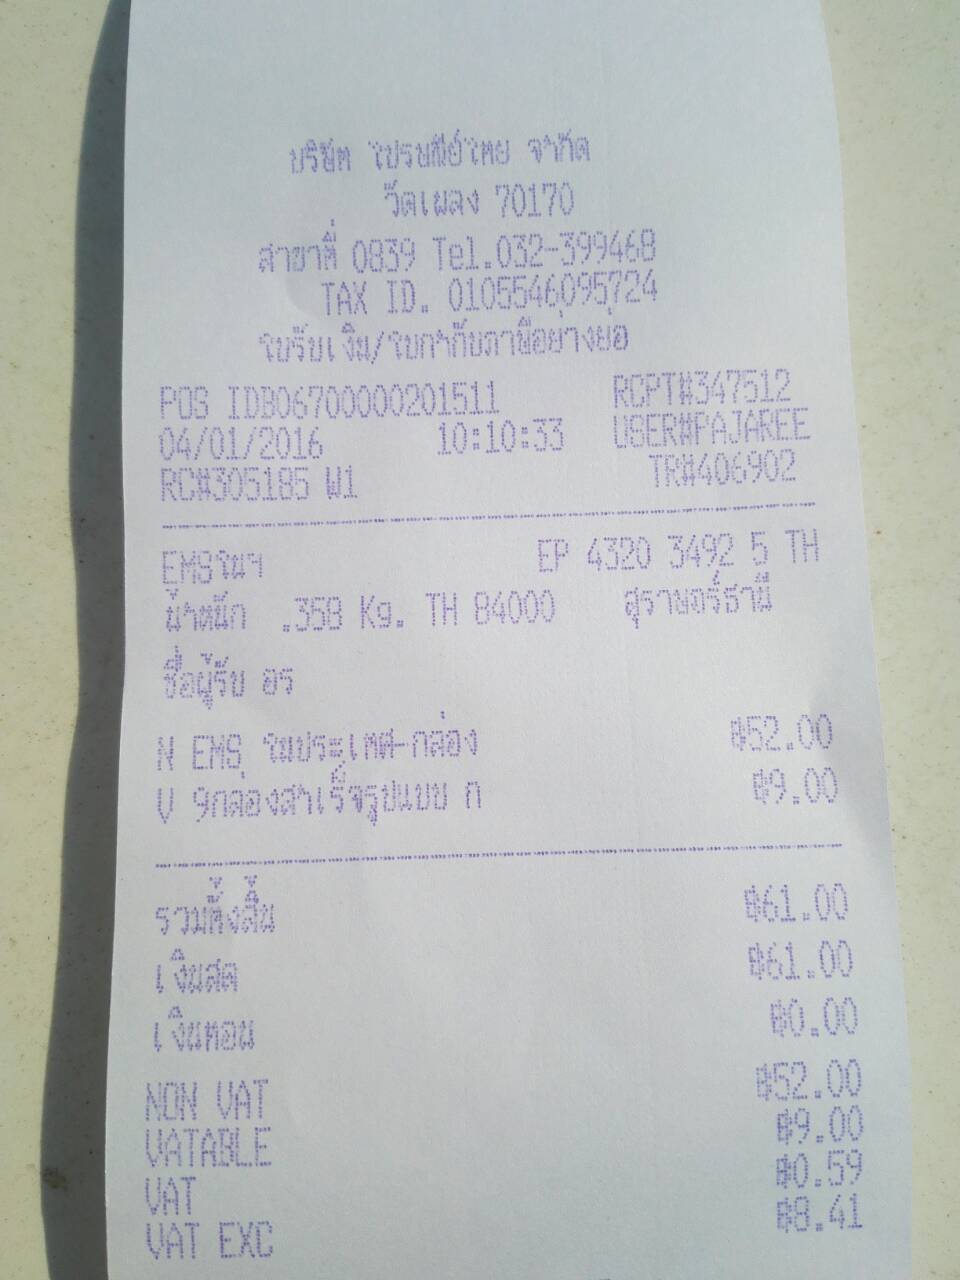 บริษัท ไปรษณีย์ไทย จำกัด
วัดเพลง 70170
สาขาที่ 0839 Tel.032-399468
TAX ID. 0105546095724
ใบรับเงิน/ใบกำกับภาษีอย่างย่อ
POS IDB06700000201511 RCPT#347512
04/01/2016 10:10:33 USER#PAJAREE
RC#305185 W1 TR#406902
EMSในฯ EP 4320 3492 5 TH
น้ำหนัก .358 Kg. TH 84000 สุราษฎร์ธานี
ชื่อผู้รับ อร
N EMS ในประเทศ-กล่อง ฿52.00
V 9กล่องสำเร็จรูปแบบ ก ฿9.00
รวมทั้งสิ้น ฿61.00
เงินสด ฿61.00
เงินทอน ฿0.00
NON VAT ฿52.00
VATABLE ฿9.00
VAT ฿0.59
VAT EXC ฿8.41